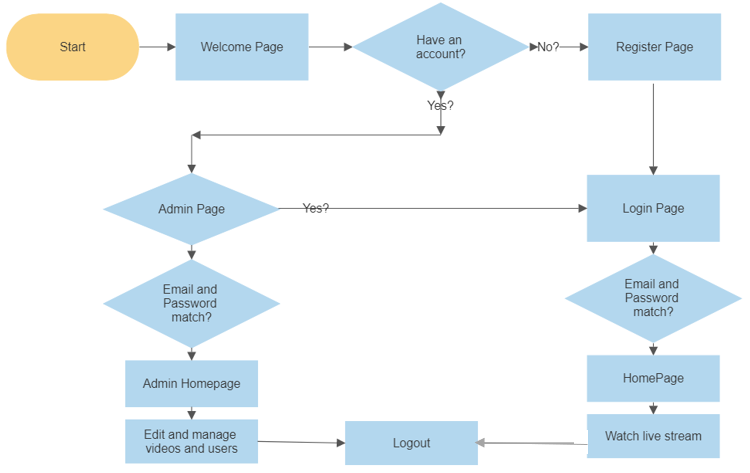 Start
Welcome Page
Have an
account?
No?
Register Page
Yes?
Admin Page
Yes?
Login Page
Email and
Password
match?
Email and
Password
match?
Admin Homepage
HomePage
Edit and manage
videos and users
Logout
Watch live stream